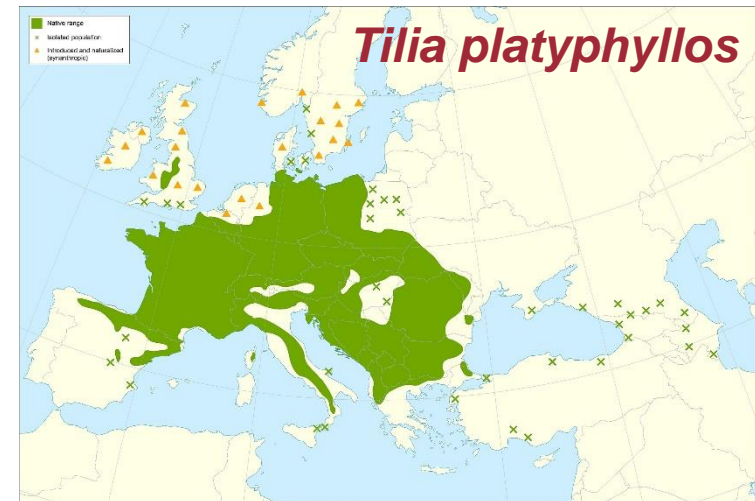 Native range
Isolated population
Introduced and naturalized
(synanthropic)
Tilia platyphyllos